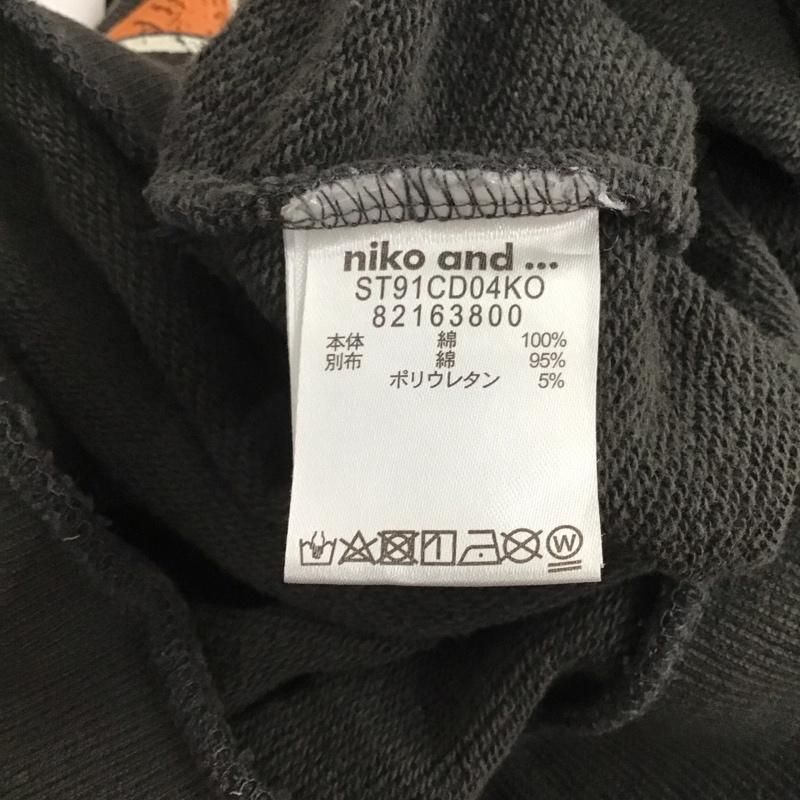 niko and ...
ST91CD04KO
82163800
本体 綿 100%
別布 綿 95%
ポリウレタン 5%
W